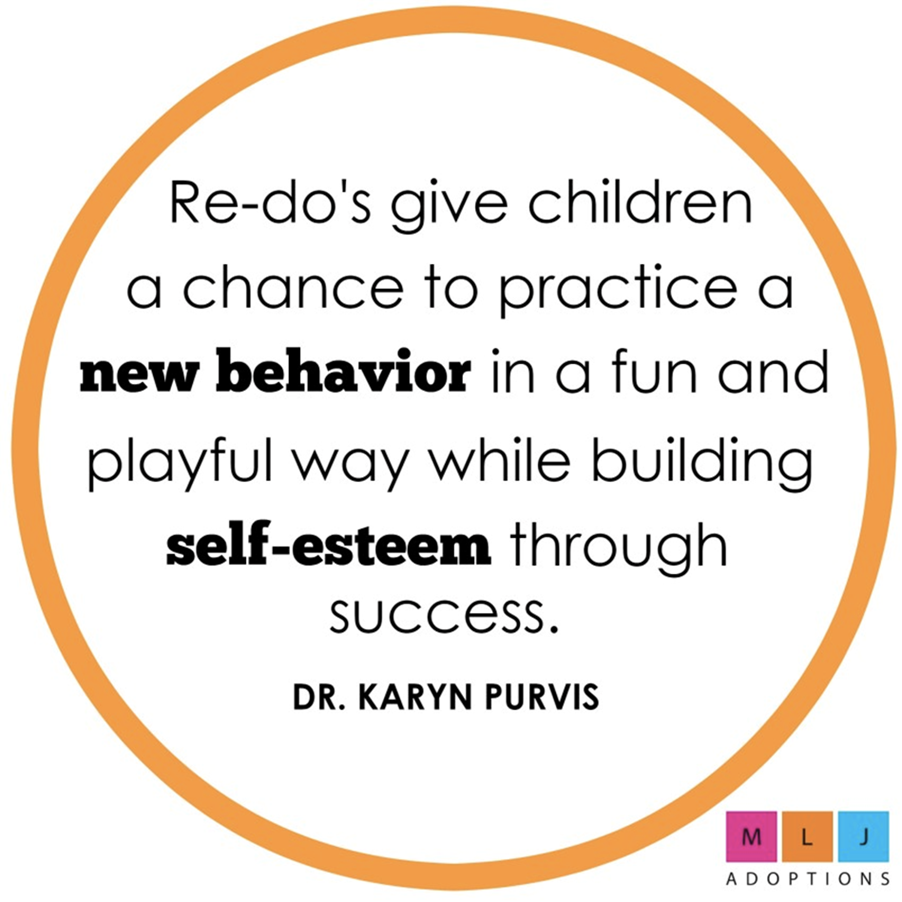 Re-do's give children
a chance to practice a
new behavior in a fun and
playful way while building
self-esteem through
success.
DR. KARYN PURVIS
M L J
ADOPTIONS